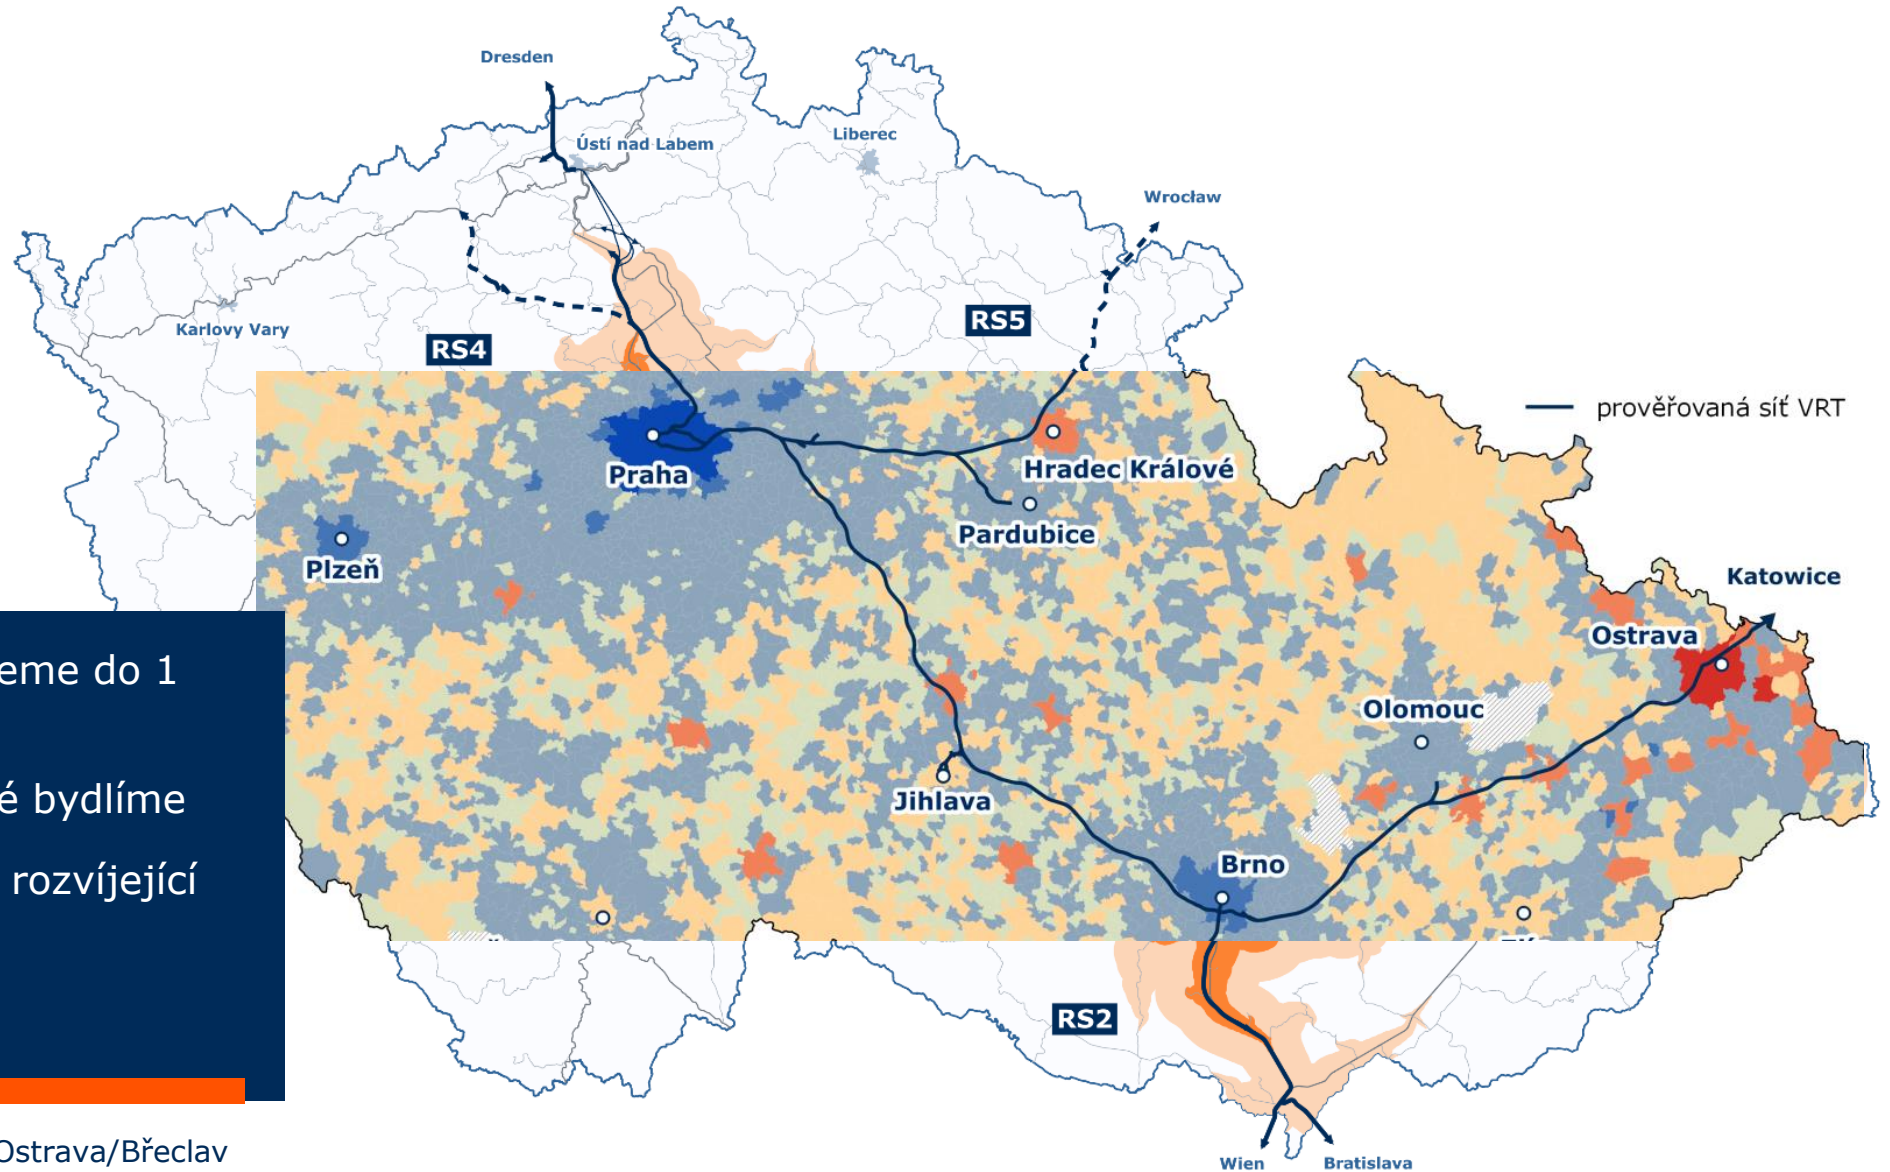 Dresden
Ústí nad Labem
Liberec
Wrocław
Karlovy Vary
RS4
RS5
prověřovaná síť VRT
Praha
Hradec Králové
Pardubice
Plzeň
Katowice
Ostrava
Olomouc
Jihlava
Brno
eme do 1
é bydlíme
rozvíjející
RS2
Ostrava/Břeclav
Wien
Bratislava